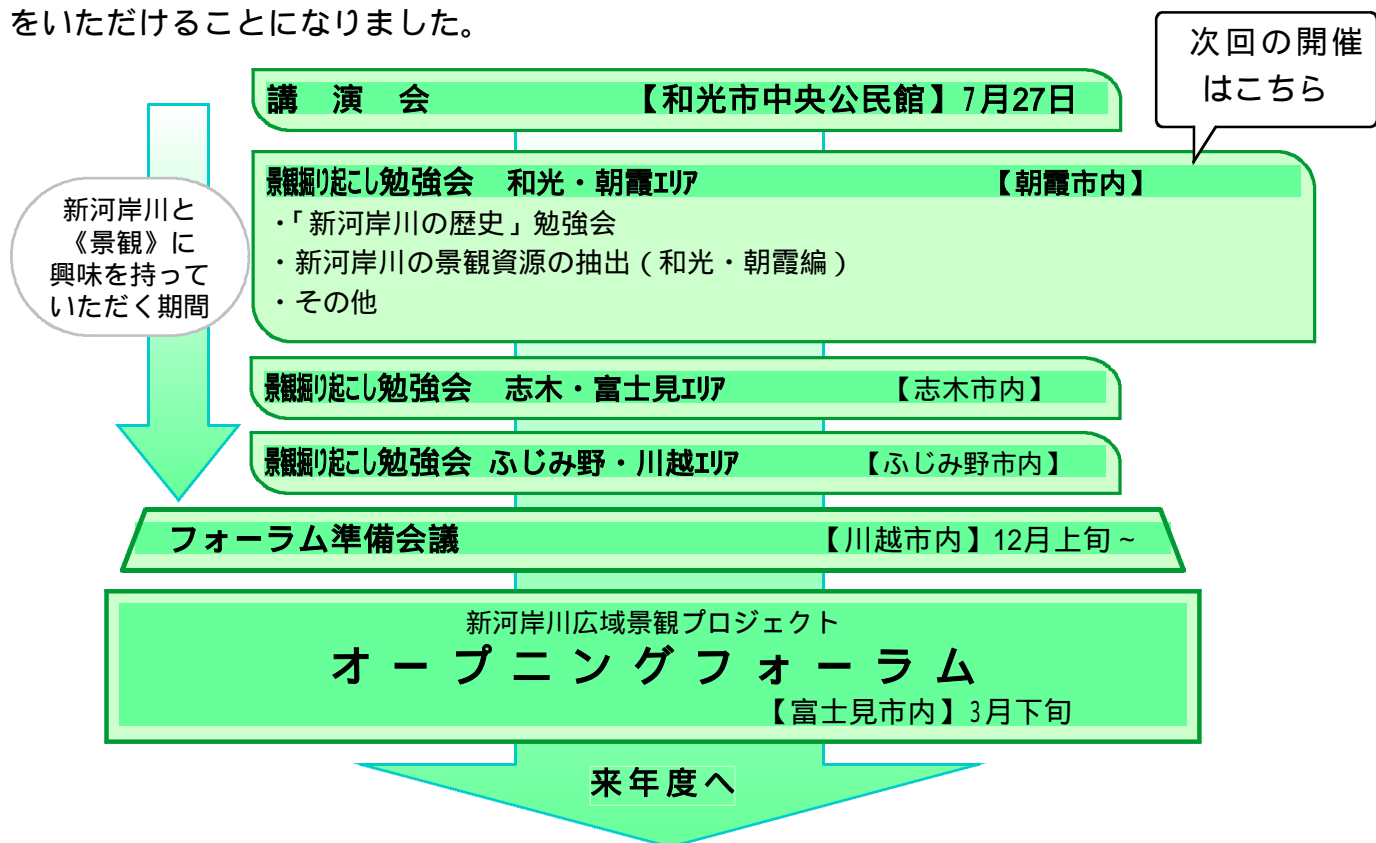 をいただけることになりました。
次回の開催
はこちら
講 演 会 【和光市中央公民館】7月27日
景観掘り起こし勉強会 和光・朝霞エリア 【朝霞市内】
・「新河岸川の歴史」勉強会
・新河岸川の景観資源の抽出（和光・朝霞編）
・その他
新河岸川と
《景観》に
興味を持って
いただく期間
景観掘り起こし勉強会 志木・富士見エリア 【志木市内】
景観掘り起こし勉強会 ふじみ野・川越エリア 【ふじみ野市内】
フォーラム準備会議 【川越市内】12月上旬～
新河岸川広域景観プロジェクト
オープニングフォーラム
【富士見市内】3月下旬
来年度へ